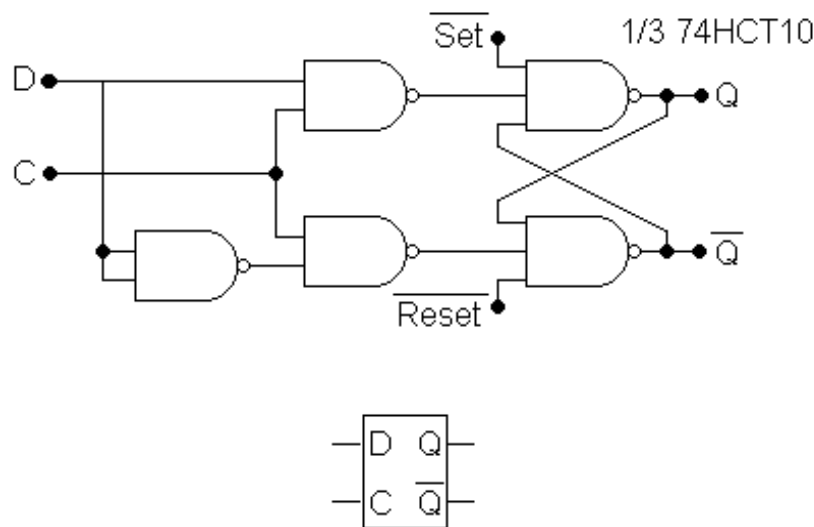 Set
1/3 74HCT10
D
Q
C
Q
Reset
D Q
C Q